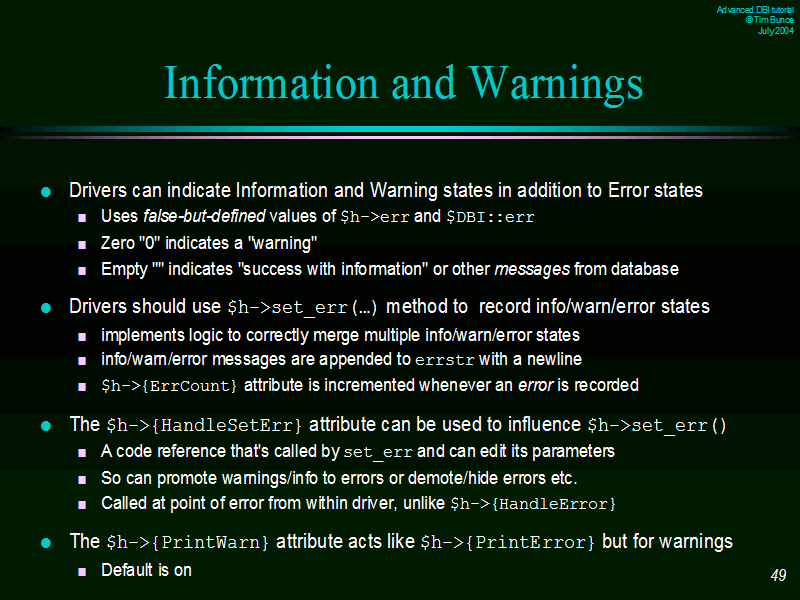 Advanced DBI tutorial
© Tim Bunce
July 2004
Information and Warnings
Drivers can indicate Information and Warning states in addition to Error states
Uses false-but-defined values of $h->err and $DBI::err
Zero "0" indicates a "warning"
Empty "" indicates "success with information" or other messages from database
Drivers should use $h->set_err(…) method to record info/warn/error states
implements logic to correctly merge multiple info/warn/error states
info/warn/error messages are appended to errstr with a newline
$h->{ErrCount} attribute is incremented whenever an error is recorded
The $h->{HandleSetErr} attribute can be used to influence $h->set_err()
A code reference that's called by set_err and can edit its parameters
So can promote warnings/info to errors or demote/hide errors etc.
Called at point of error from within driver, unlike $h->{HandleError}
The $h->{PrintWarn} attribute acts like $h->{PrintError} but for warnings
Default is on
49